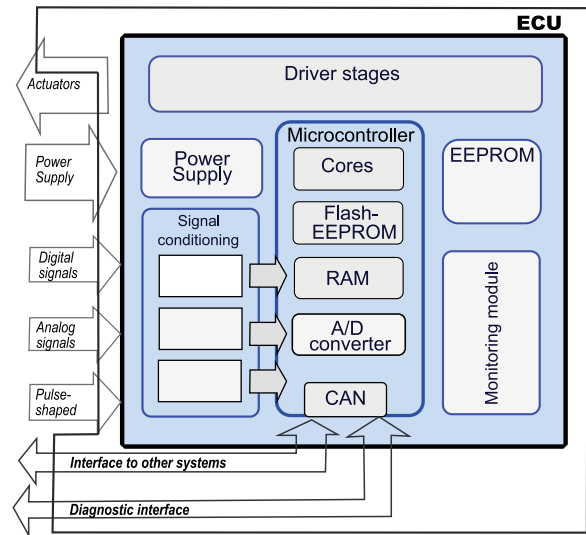 ECU
Driver stages
Actuators
Microcontroller
Power
Supply
Power
Supply
Cores
EEPROM
Signal
conditioning
Flash-
EEPROM
Digital
signals
RAM
Analog
signals
A/D
converter
Monitoring module
Pulse-
shaped
CAN
Interface to other systems
Diagnostic interface